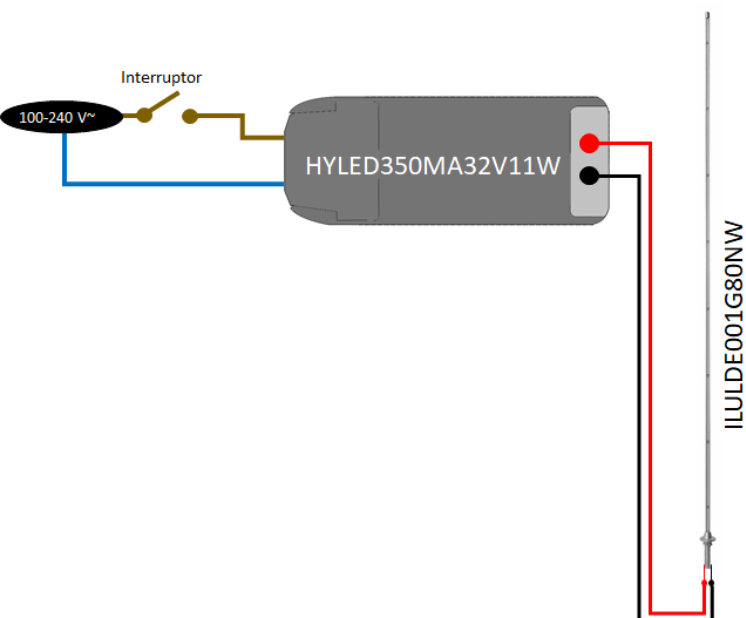 Interruptor
100-240 V~
HYLED350MA32V11W
ILULDE001G80NW